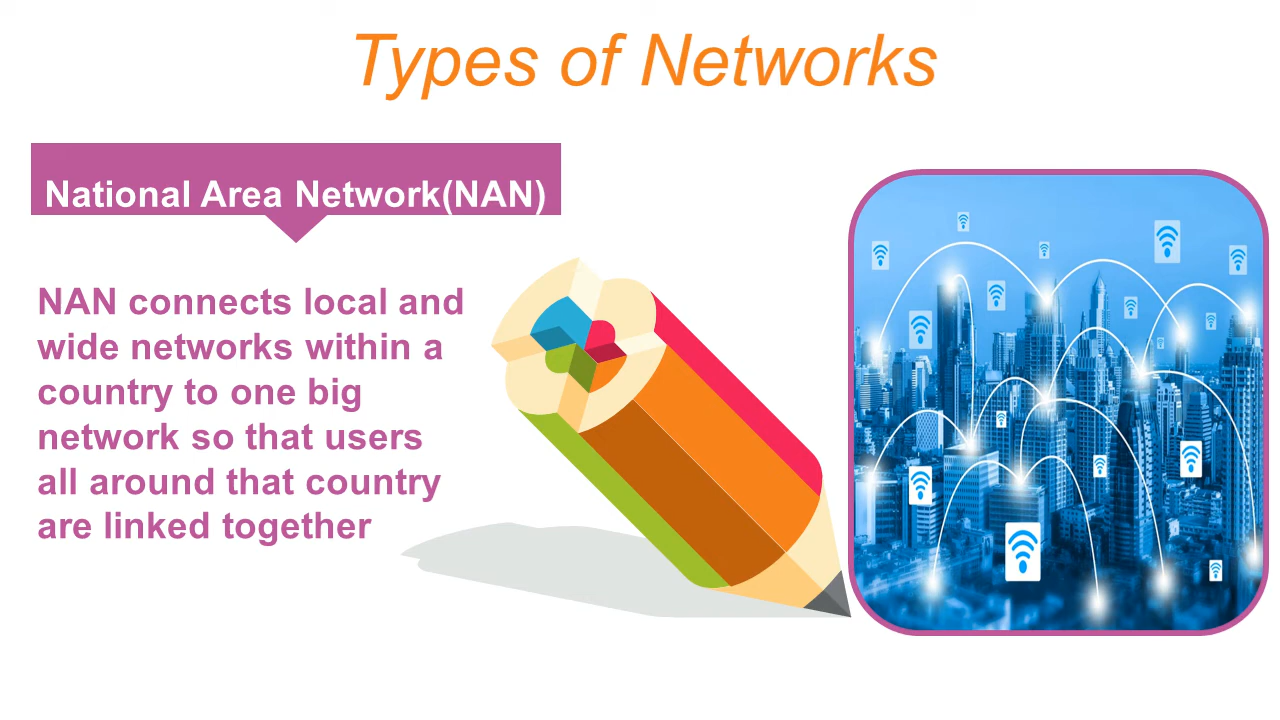 Types of Networks
National Area Network(NAN)
NAN connects local and
wide networks within a
country to one big
network so that users
all around that country
are linked together